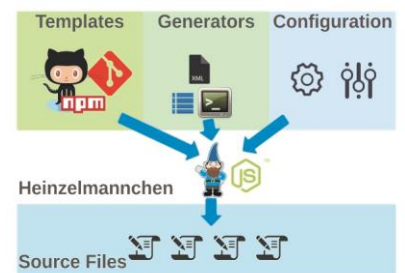 Templates Generators Configuration
XML
npm
>_
JS
Heinzelmannchen
Source Files